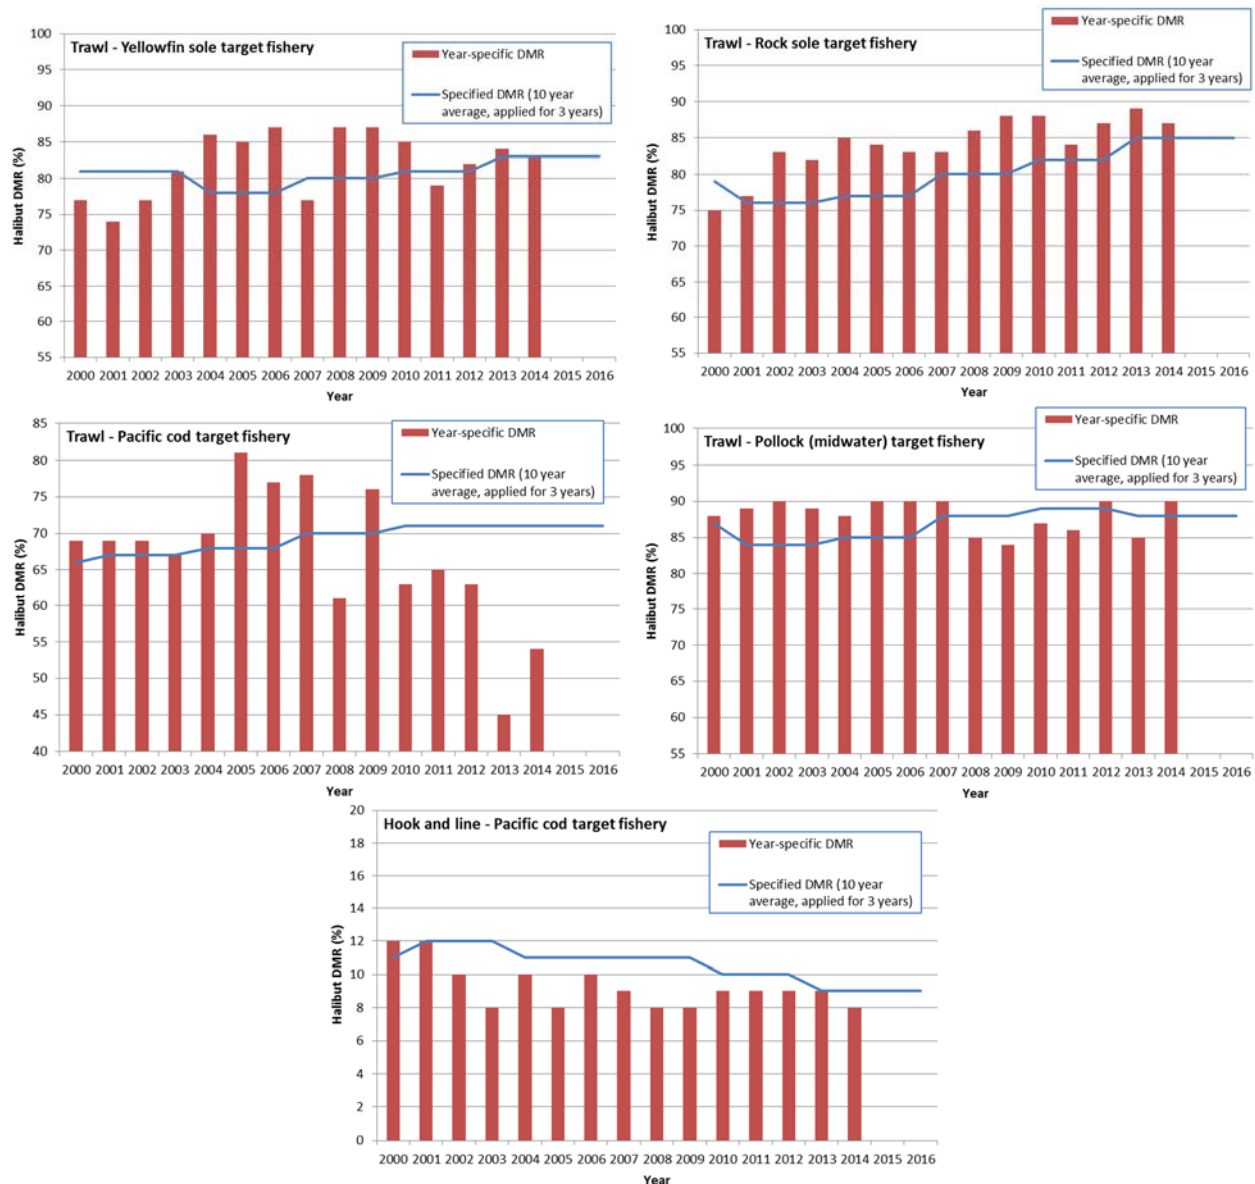 Trawl - Yellowfin sole target fishery
Year-specific DMR
Specified DMR (10 year
average, applied for 3 years)
Halibut DMR (%)
100
95
90
85
80
75
70
65
60
55
2000 2001 2002 2003 2004 2005 2006 2007 2008 2009 2010 2011 2012 2013 2014 2015 2016
Year
Trawl - Rock sole target fishery
Year-specific DMR
Specified DMR (10 year
average, applied for 3 years)
Halibut DMR (%)
100
95
90
85
80
75
70
65
60
55
2000 2001 2002 2003 2004 2005 2006 2007 2008 2009 2010 2011 2012 2013 2014 2015 2016
Year
Trawl - Pacific cod target fishery
Year-specific DMR
Specified DMR (10 year
average, applied for 3 years)
Halibut DMR (%)
85
80
75
70
65
60
55
50
45
40
2000 2001 2002 2003 2004 2005 2006 2007 2008 2009 2010 2011 2012 2013 2014 2015 2016
Year
Trawl - Pollock (midwater) target fishery
Year-specific DMR
Specified DMR (10 year
average, applied for 3 years)
Halibut DMR (%)
100
95
90
85
80
75
70
65
60
55
2000 2001 2002 2003 2004 2005 2006 2007 2008 2009 2010 2011 2012 2013 2014 2015 2016
Year
Hook and line - Pacific cod target fishery
Year-specific DMR
Specified DMR (10 year
average, applied for 3 years)
Halibut DMR (%)
20
18
16
14
12
10
8
6
4
2
0
2000 2001 2002 2003 2004 2005 2006 2007 2008 2009 2010 2011 2012 2013 2014 2015 2016
Year